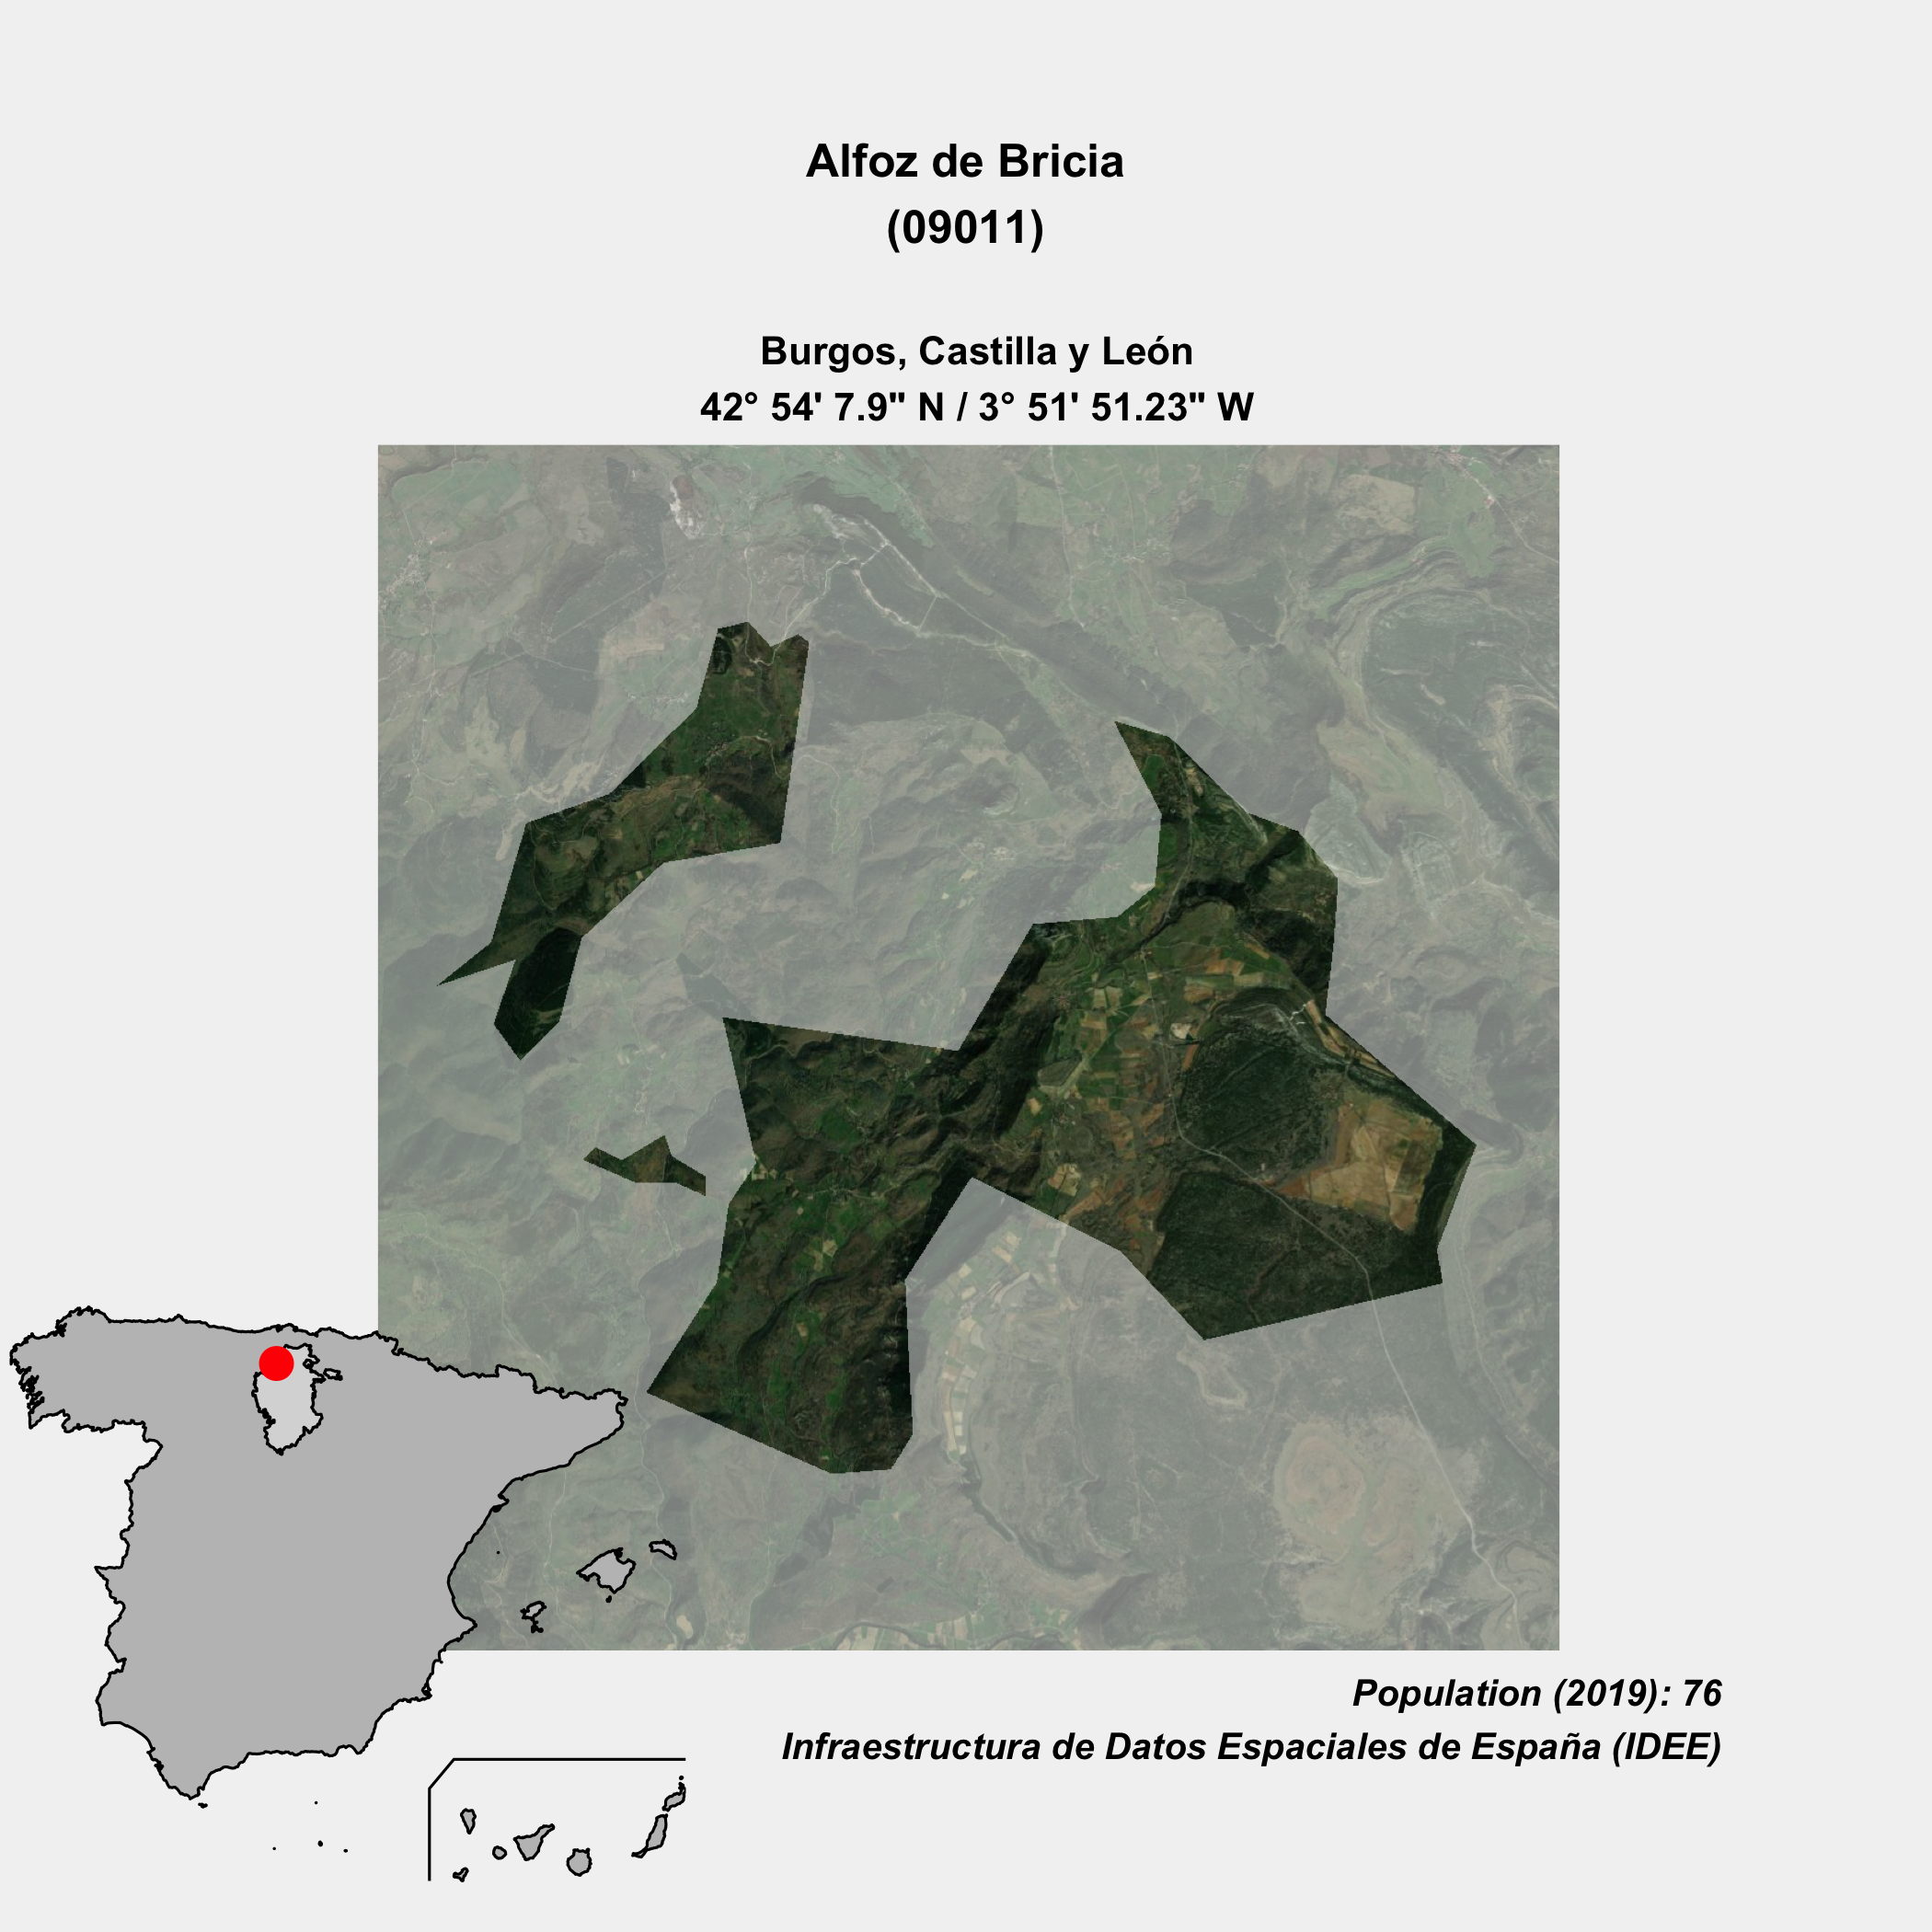 Alfoz de Bricia
(09011)
Burgos, Castilla y León
42° 54' 7.9" N / 3° 51' 51.23" W
Population (2019): 76
Infraestructura de Datos Espaciales de España (IDEE)